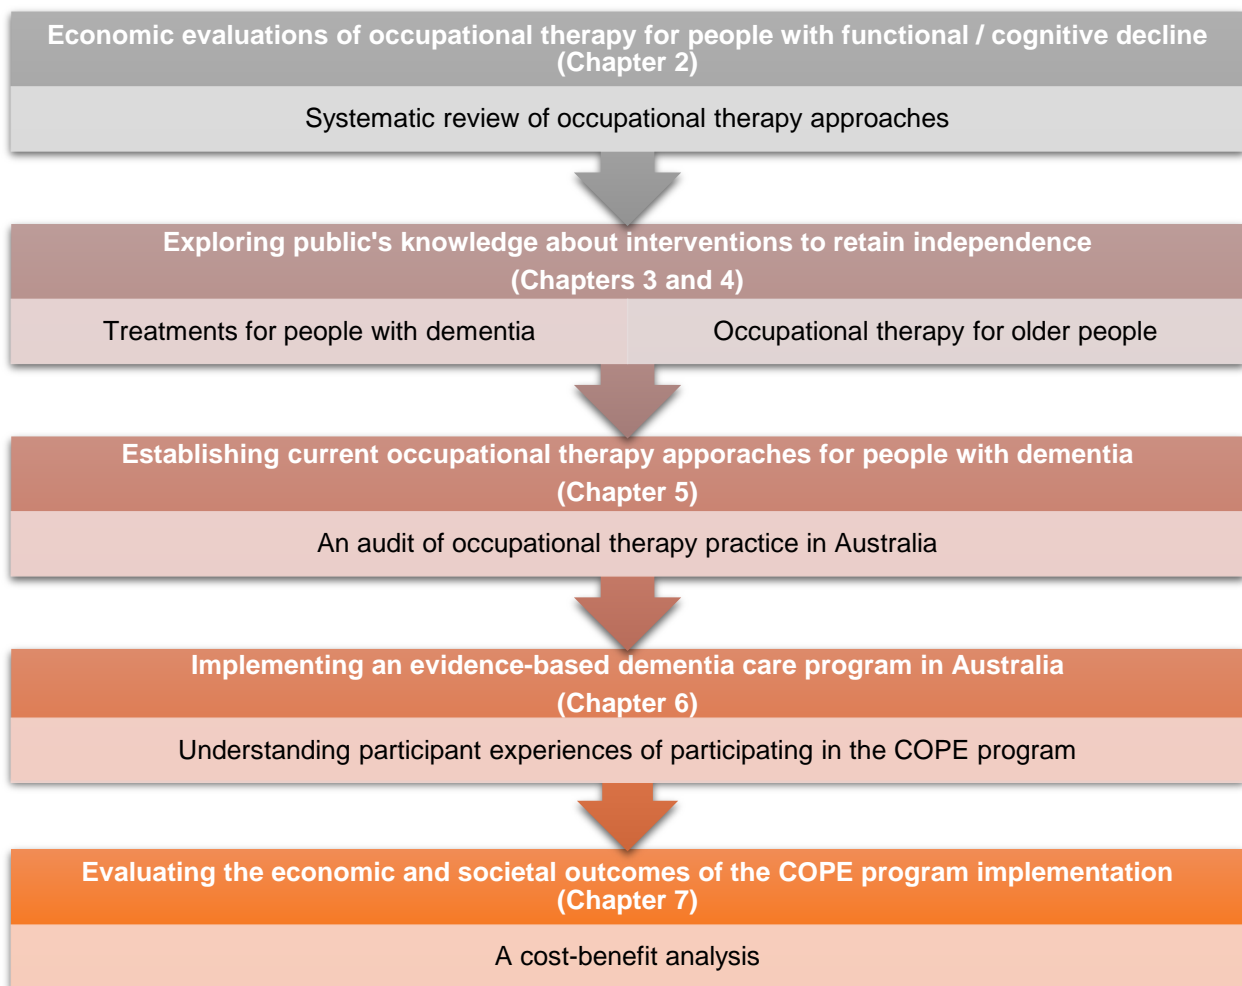 Economic evaluations of occupational therapy for people with functional / cognitive decline
(Chapter 2)
Systematic review of occupational therapy approaches
Exploring public's knowledge about interventions to retain independence
(Chapters 3 and 4)
Treatments for people with dementia
Occupational therapy for older people
Establishing current occupational therapy apporaches for people with dementia
(Chapter 5)
An audit of occupational therapy practice in Australia
Implementing an evidence-based dementia care program in Australia
(Chapter 6)
Understanding participant experiences of participating in the COPE program
Evaluating the economic and societal outcomes of the COPE program implementation
(Chapter 7)
A cost-benefit analysis